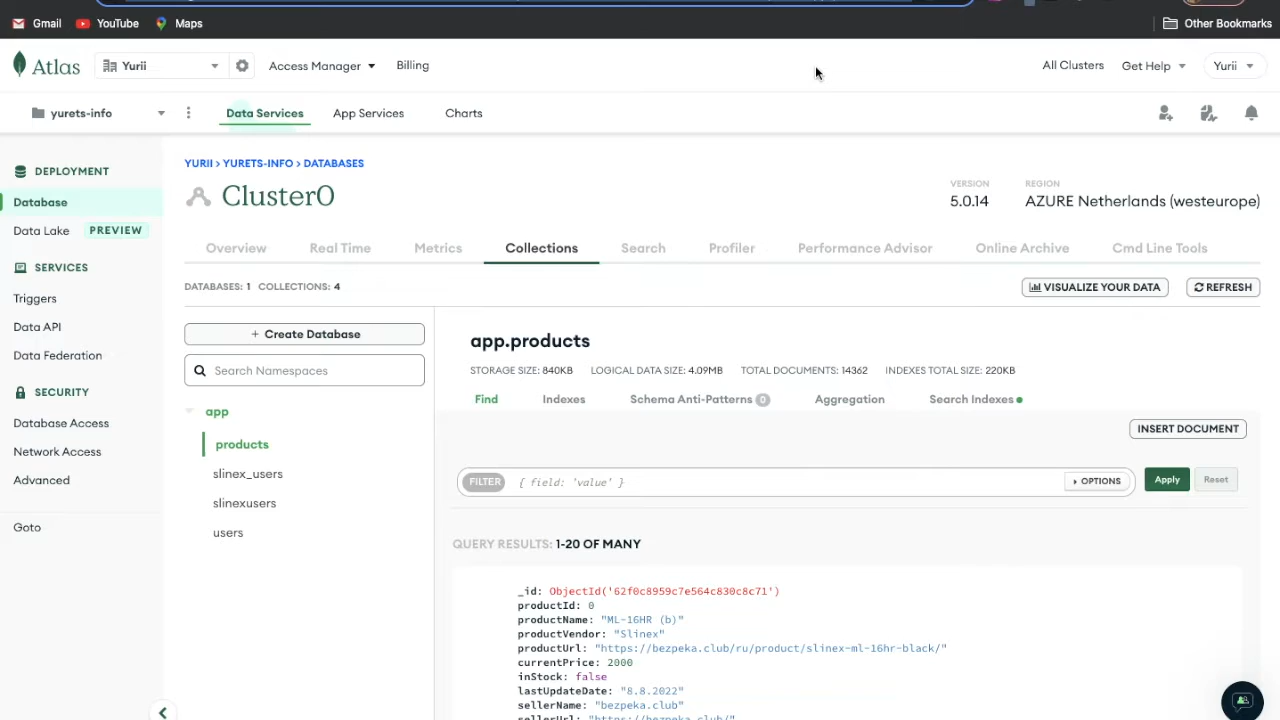 Gmail YouTube Maps Other Bookmarks
Atlas Yurii Access Manager Billing All Clusters Get Help Yurii
yurets-info Data Services App Services Charts
DEPLOYMENT
Database
Data Lake PREVIEW
SERVICES
Triggers
Data API
Data Federation
SECURITY
Database Access
Network Access
Advanced
Goto
YURII > YURETS-INFO > DATABASES
Cluster0
VERSION
5.0.14
REGION
AZURE Netherlands (westeurope)
Overview Real Time Metrics Collections Search Profiler Performance Advisor Online Archive Cmd Line Tools
DATABASES: 1 COLLECTIONS: 4
VISUALIZE YOUR DATA REFRESH
+ Create Database
Search Namespaces
app
products
slinex_users
slinexusers
users
app.products
STORAGE SIZE: 840KB LOGICAL DATA SIZE: 4.09MB TOTAL DOCUMENTS: 14362 INDEXES TOTAL SIZE: 220KB
Find Indexes Schema Anti-Patterns 0 Aggregation Search Indexes
INSERT DOCUMENT
FILTER { field: 'value' } OPTIONS Apply Reset
QUERY RESULTS: 1-20 OF MANY
_id: ObjectId('62f0c8959c7e564c830c8c71')
productId: 0
productName: "ML-16HR (b)"
productVendor: "Slinex"
productUrl: "https://bezpeka.club/ru/product/slinex-ml-16hr-black/"
currentPrice: 2000
inStock: false
lastUpdateDate: "8.8.2022"
sellerName: "bezpeka.club"
sellerUrl: "https://bezpeka.club/"